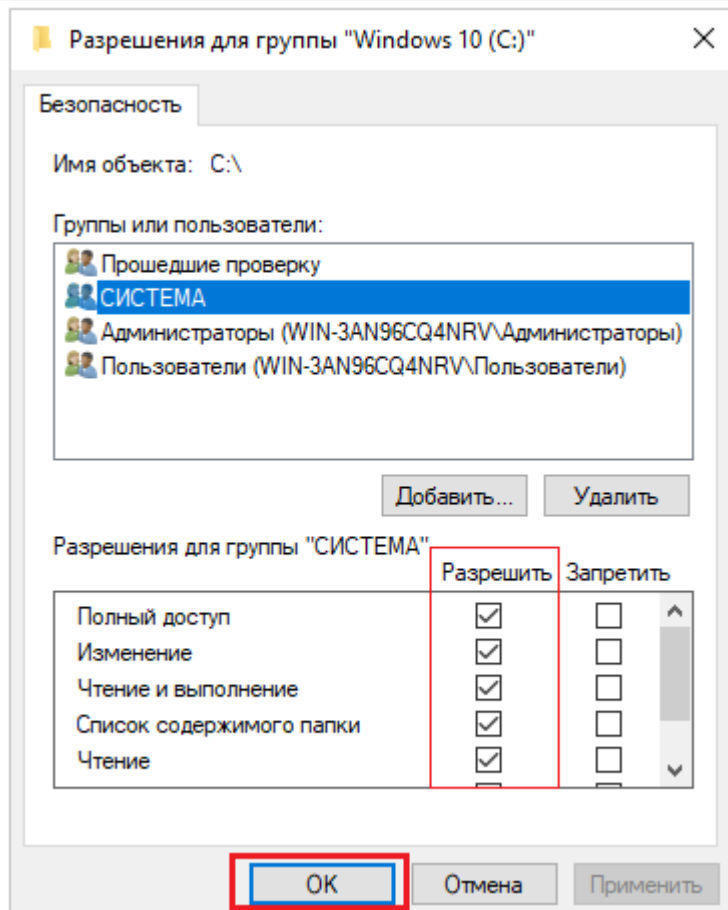 Разрешения для группы "Windows 10 (C:)"
Безопасность
Имя объекта: C:\
Группы или пользователи:
Прошедшие проверку
СИСТЕМА
Администраторы (WIN-3AN96CQ4NRV\Администраторы)
Пользователи (WIN-3AN96CQ4NRV\Пользователи)
Добавить... Удалить
Разрешения для группы "СИСТЕМА"
Разрешить Запретить
Полный доступ
Изменение
Чтение и выполнение
Список содержимого папки
Чтение
ОК Отмена Применить